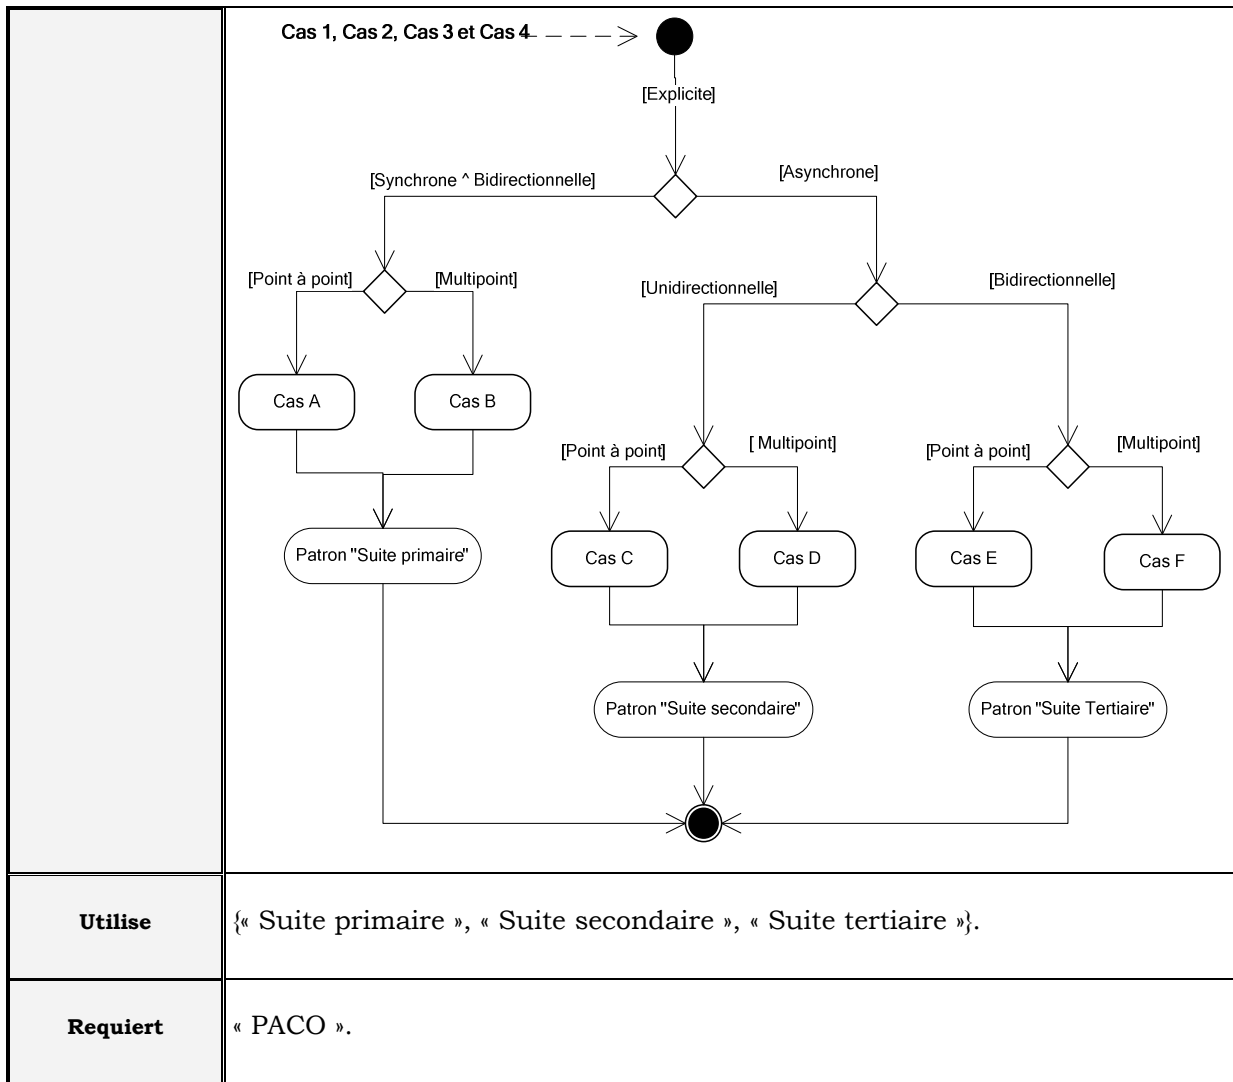 Cas 1, Cas 2, Cas 3 et Cas 4
[Explicite]
[Synchrone ^ Bidirectionnelle]
[Asynchrone]
[Point à point]
[Multipoint]
[Unidirectionnelle]
[Bidirectionnelle]
Cas A
Cas B
[Point à point]
[ Multipoint]
[Point à point]
[Multipoint]
Patron "Suite primaire"
Cas C
Cas D
Cas E
Cas F
Patron "Suite secondaire"
Patron "Suite Tertiaire"
Utilise
{« Suite primaire », « Suite secondaire », « Suite tertiaire »}.
Requiert
« PACO ».